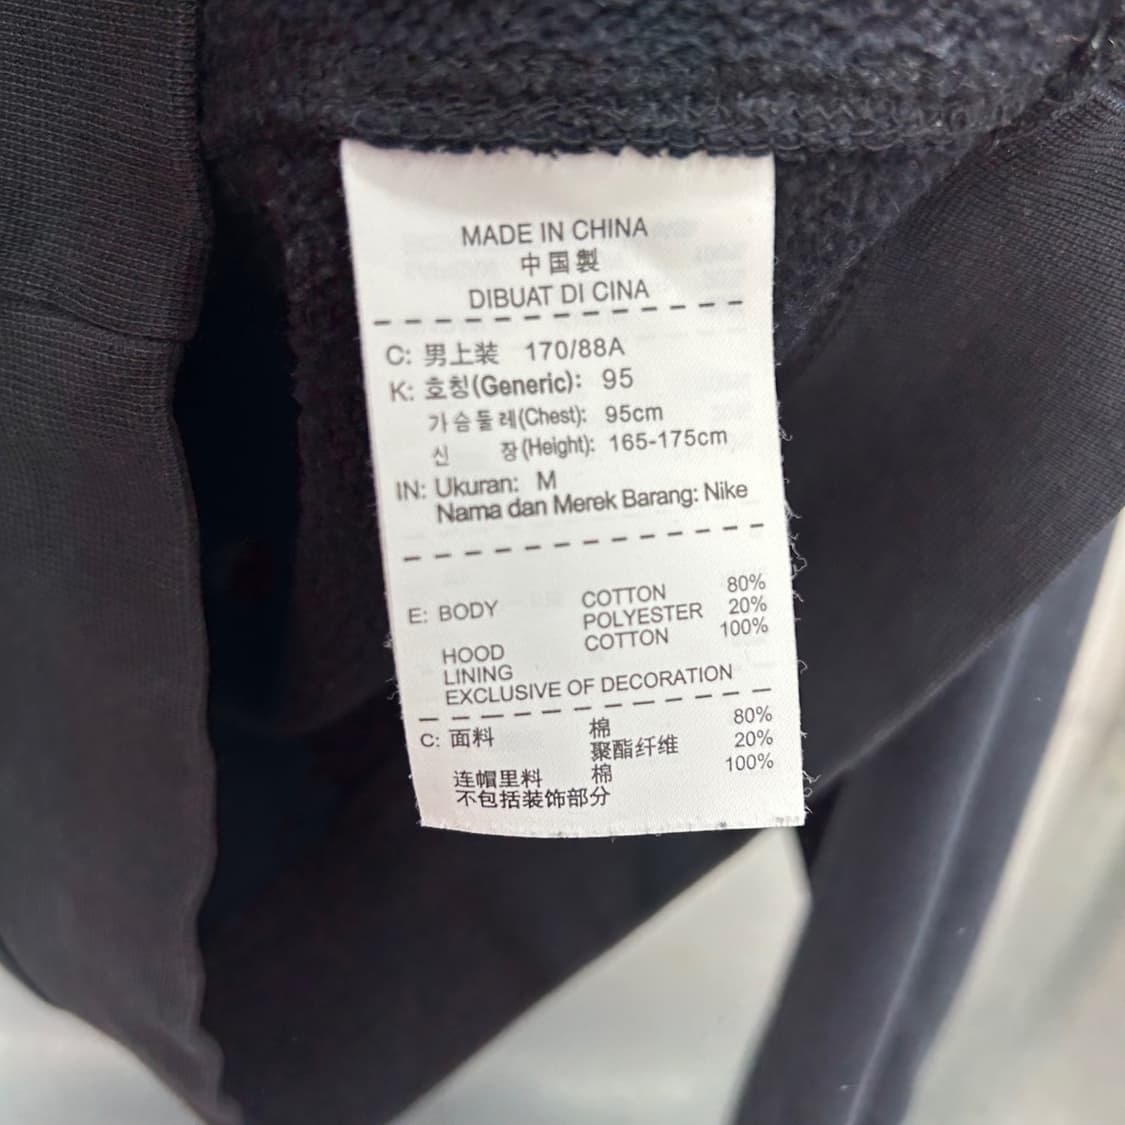 MADE IN CHINA
中国製
DIBUAT DI CINA
C: 男上装 170/88A
K: 호칭(Generic): 95
가슴둘레(Chest): 95cm
신 장(Height): 165-175cm
IN: Ukuran: M
Nama dan Merek Barang: Nike
E: BODY COTTON 80%
POLYESTER 20%
HOOD COTTON 100%
LINING
EXCLUSIVE OF DECORATION
C: 面料 棉 80%
聚酯纤维 20%
连帽里料 棉 100%
不包括装饰部分